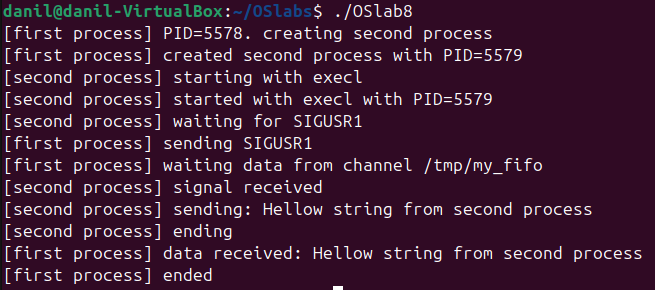 danil@danil-VirtualBox:~/OSlabs$ ./OSlab8
[first process] PID=5578. creating second process
[first process] created second process with PID=5579
[second process] starting with execl
[second process] started with execl with PID=5579
[second process] waiting for SIGUSR1
[first process] sending SIGUSR1
[first process] waiting data from channel /tmp/my_fifo
[second process] signal received
[second process] sending: Hellow string from second process
[second process] ending
[first process] data received: Hellow string from second process
[first process] ended